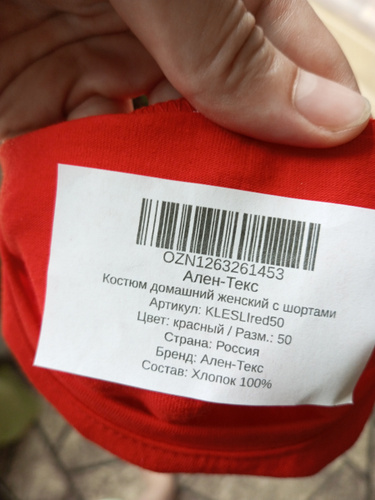 OZN1263261453
Ален-Текс
Костюм домашний женский с шортами
Артикул: KLESLIred50
Цвет: красный / Разм.: 50
Страна: Россия
Бренд: Ален-Текс
Состав: Хлопок 100%